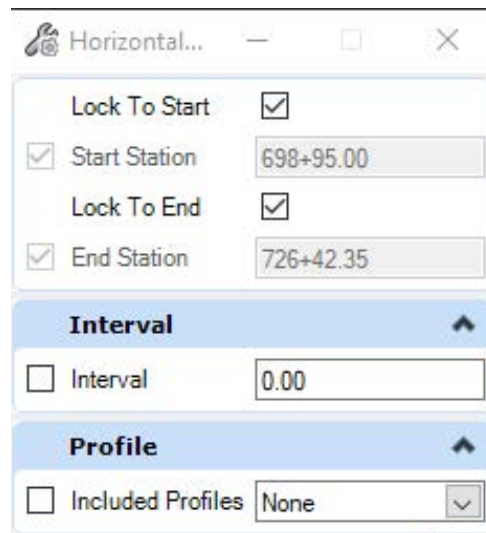 Horizontal...
Lock To Start
Start Station 698+95.00
Lock To End
End Station 726+42.35
Interval
Interval 0.00
Profile
Included Profiles None